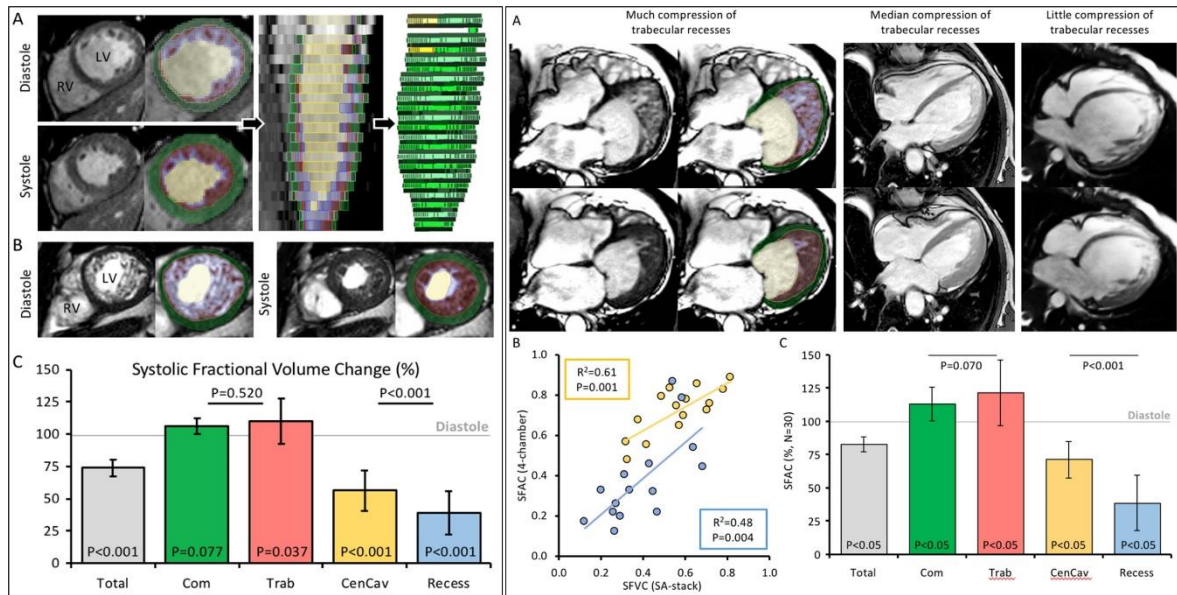 A
Diastole
LV
RV
Systole
B
Diastole
LV
RV
Systole
C
Systolic Fractional Volume Change (%)
150
125
100
75
50
25
0
P=0.520
P<0.001
Diastole
P<0.001
P=0.077
P=0.037
P<0.001
P<0.001
Total
Com
Trab
CenCav
Recess
A
Much compression of
trabecular recesses
Median compression of
trabecular recesses
Little compression of
trabecular recesses
B
SFAC (4-chamber)
1.0
0.8
0.6
0.4
0.2
0.0
R²=0.61
P=0.001
R²=0.48
P=0.004
0.0 0.2 0.4 0.6 0.8 1.0
SFVC (SA-stack)
C
SFAC (%, N=30)
150
125
100
75
50
25
0
P=0.070
P<0.001
Diastole
P<0.05
P<0.05
P<0.05
P<0.05
P<0.05
Total
Com
Trab
CenCav
Recess